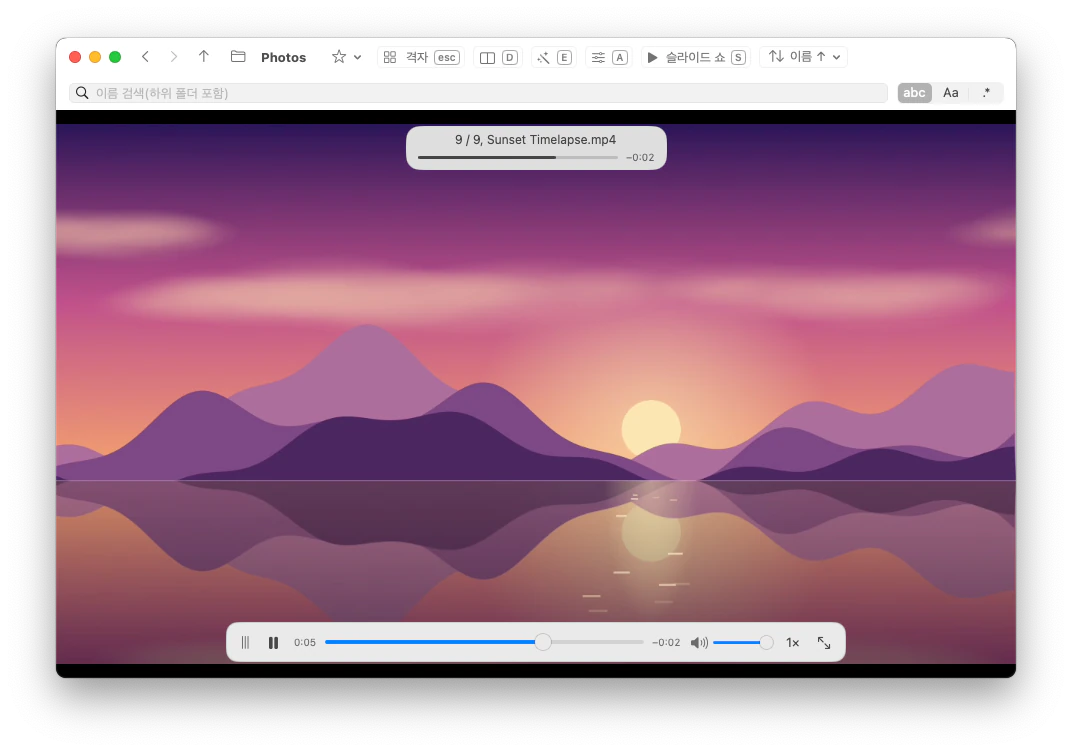 Photos
격자 esc
D
E
A
슬라이드 쇼 S
이름
이름 검색(하위 폴더 포함)
abc
Aa
.*
9 / 9, Sunset Timelapse.mp4
−0:02
0:05
−0:02
1×